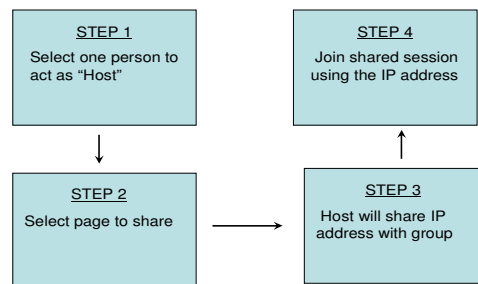 STEP 1
Select one person to
act as “Host”
STEP 2
Select page to share
STEP 3
Host will share IP
address with group
STEP 4
Join shared session
using the IP address